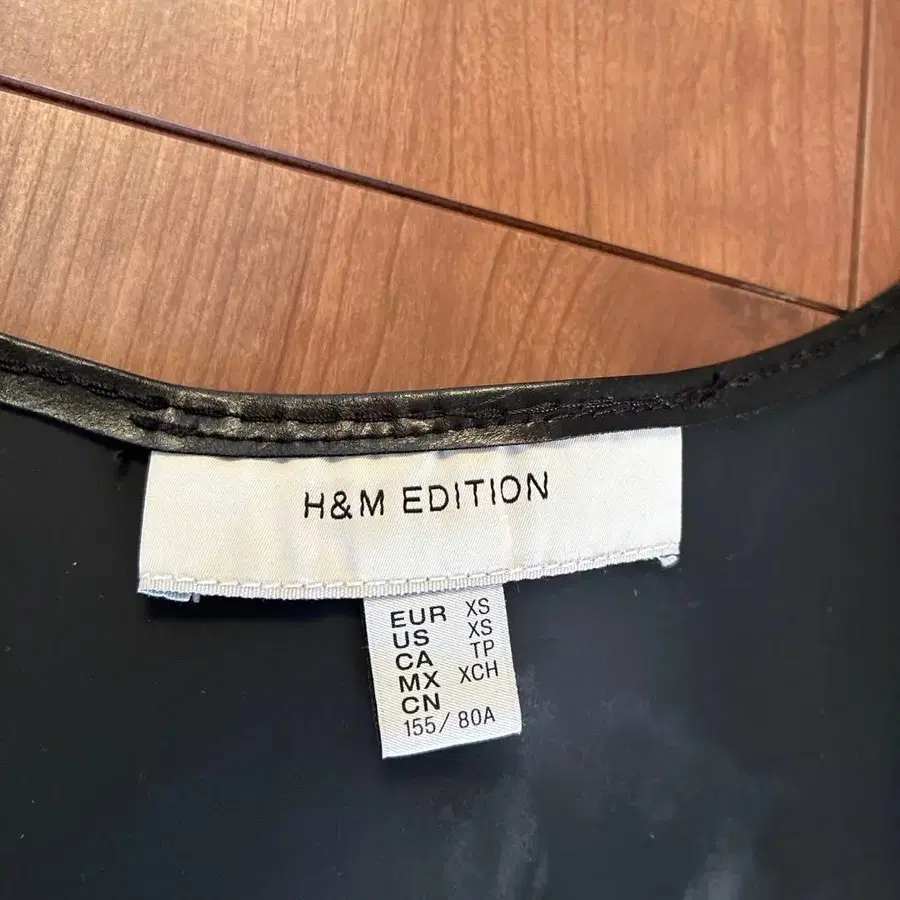 H&M EDITION
EUR XS
US XS
CA TP
MX XCH
CN
155/80A